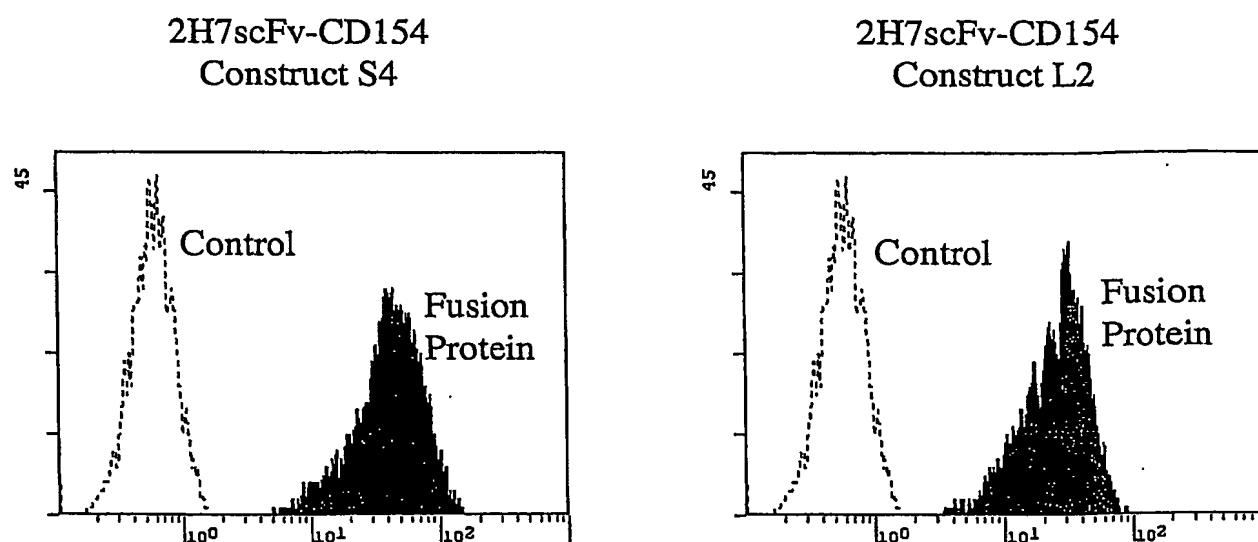 2H7scFv-CD154
Construct S4
45
Control
Fusion
Protein
10⁰
10¹
10²
2H7scFv-CD154
Construct L2
45
Control
Fusion
Protein
10⁰
10¹
10²